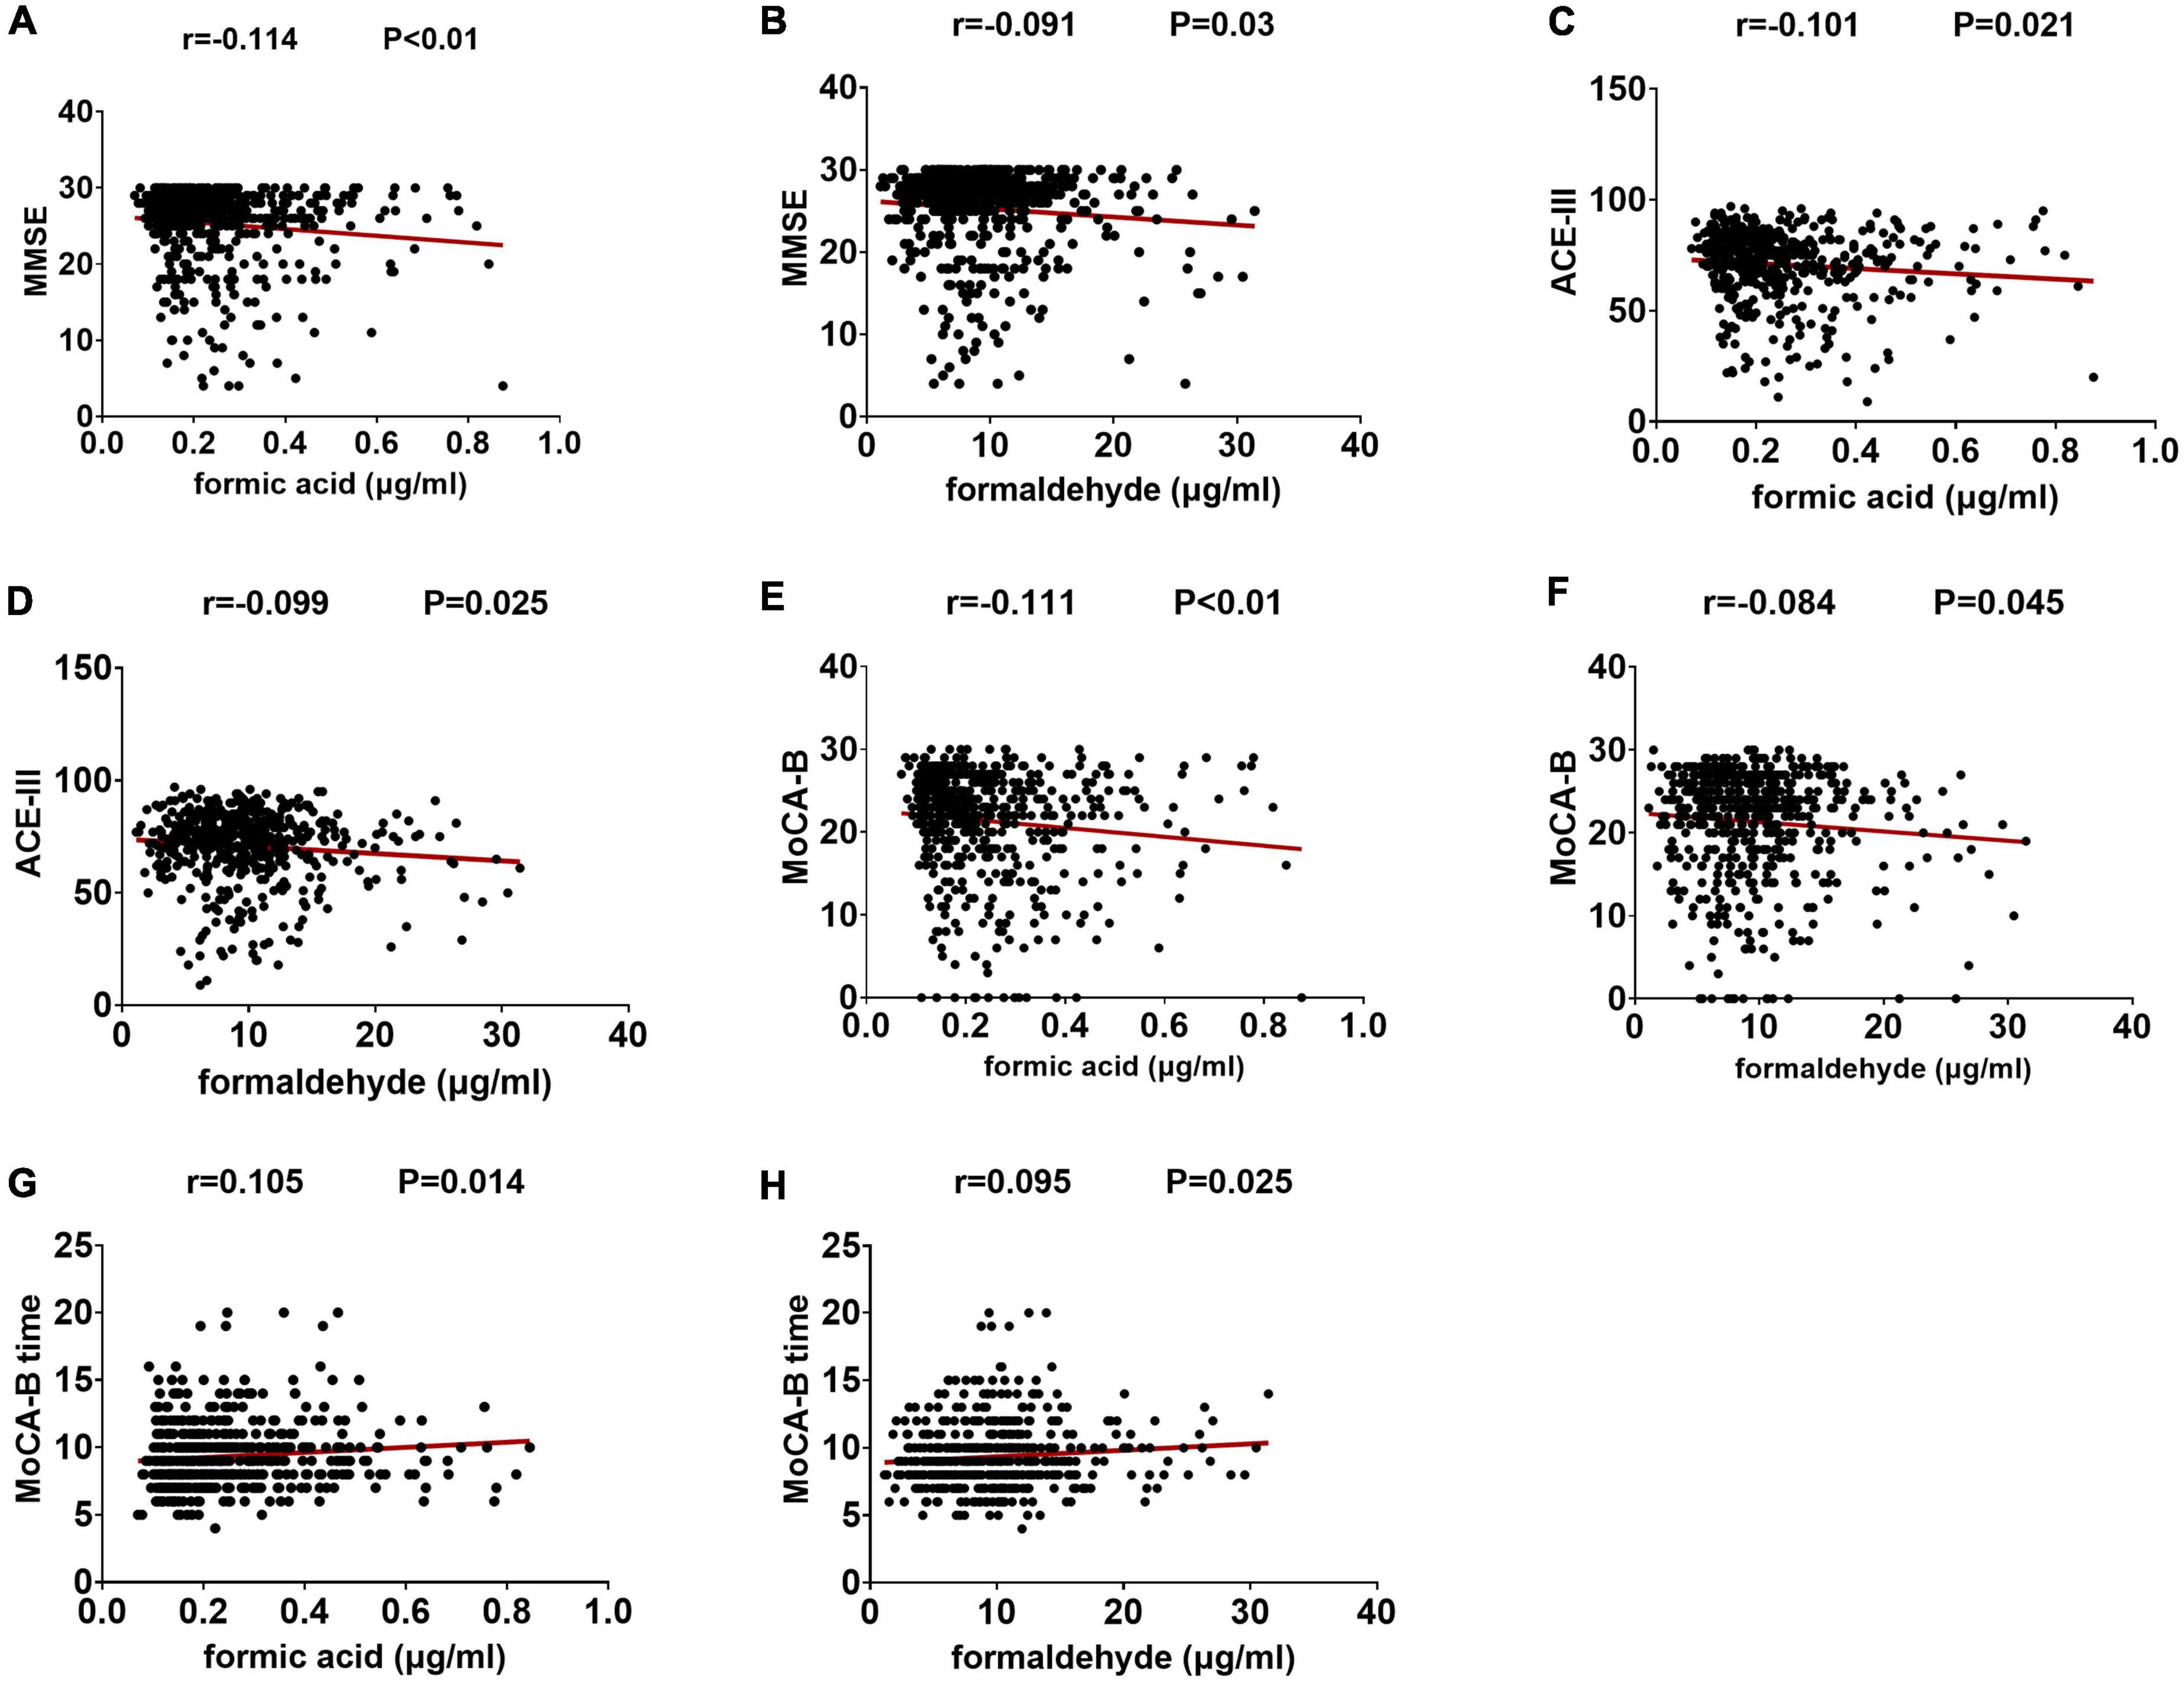 A
r=-0.114 P<0.01
40
30
20
10
0
MMSE
0.0 0.2 0.4 0.6 0.8 1.0
formic acid (µg/ml)
B
r=-0.091 P=0.03
40
30
20
10
0
MMSE
0 10 20 30 40
formaldehyde (µg/ml)
C
r=-0.101 P=0.021
150
100
50
0
ACE-III
0.0 0.2 0.4 0.6 0.8 1.0
formic acid (µg/ml)
D
r=-0.099 P=0.025
150
100
50
0
ACE-III
0 10 20 30 40
formaldehyde (µg/ml)
E
r=-0.111 P<0.01
40
30
20
10
0
MoCA-B
0.0 0.2 0.4 0.6 0.8 1.0
formic acid (µg/ml)
F
r=-0.084 P=0.045
40
30
20
10
0
MoCA-B
0 10 20 30 40
formaldehyde (µg/ml)
G
r=0.105 P=0.014
25
20
15
10
5
0
MoCA-B time
0.0 0.2 0.4 0.6 0.8 1.0
formic acid (µg/ml)
H
r=0.095 P=0.025
25
20
15
10
5
0
MoCA-B time
0 10 20 30 40
formaldehyde (µg/ml)